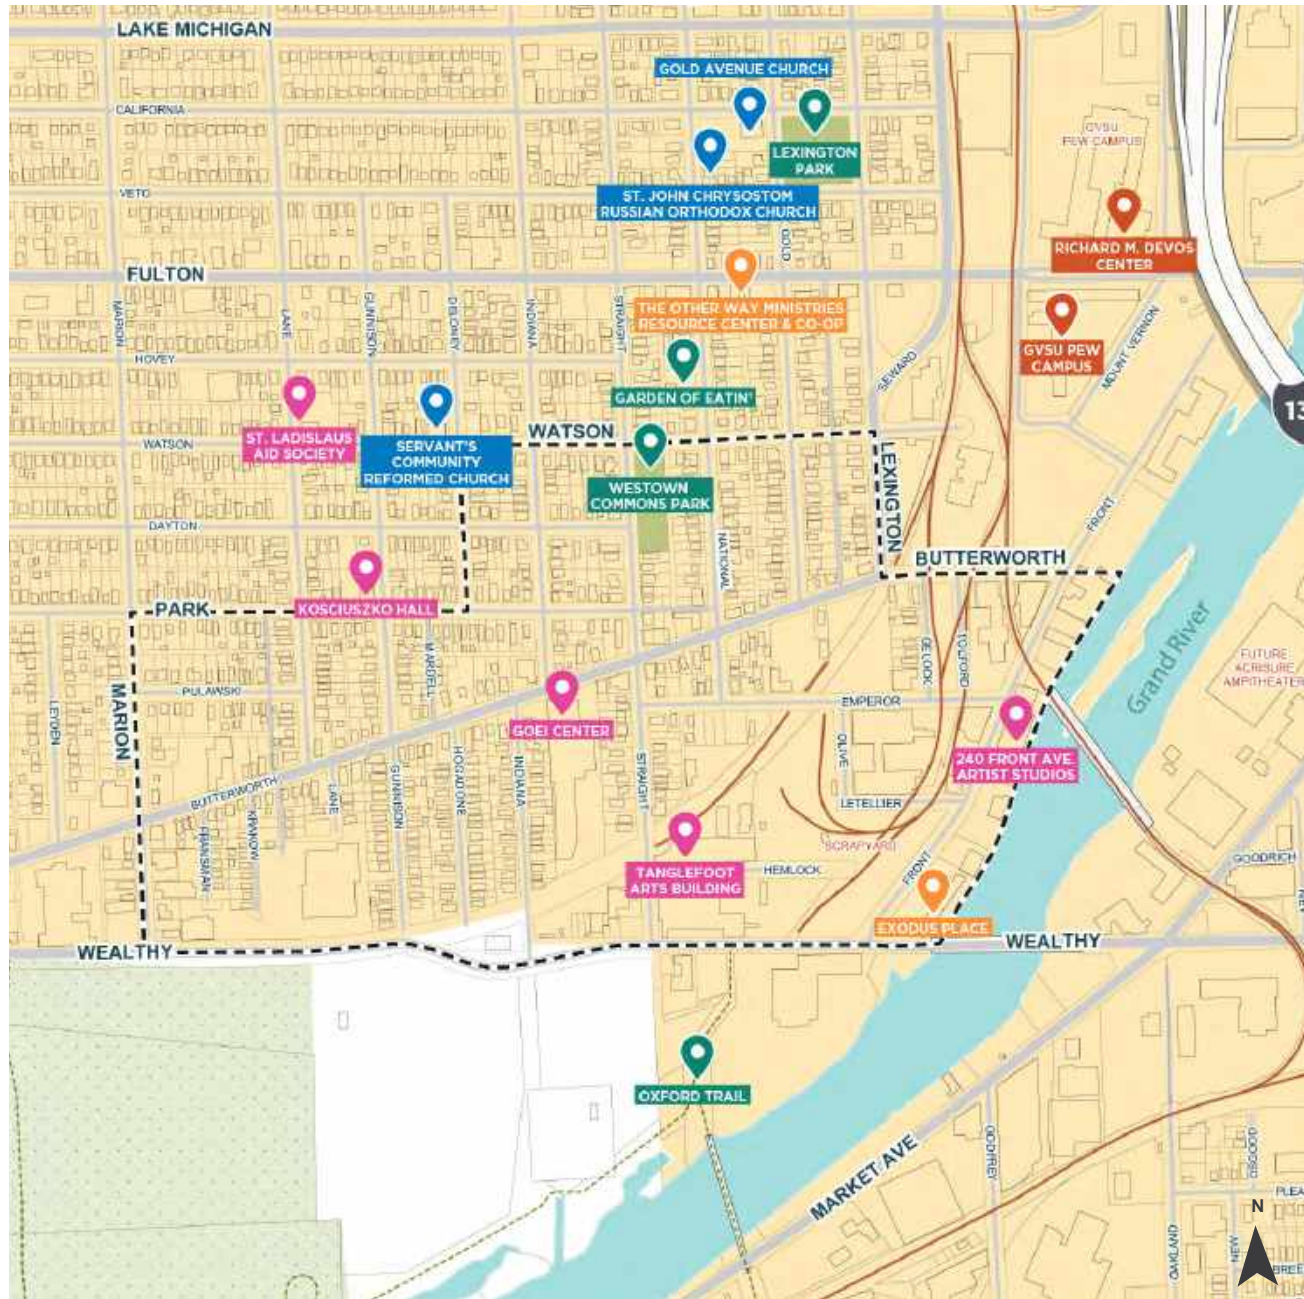 LAKE MICHIGAN
GOLD AVENUE CHURCH
CALIFORNIA
GVSU
PEW CAMPUS
LEXINGTON
PARK
VETO
ST. JOHN CHRYSOSTOM
RUSSIAN ORTHODOX CHURCH
GOLD
RICHARD M. DEVOS
CENTER
FULTON
THE OTHER WAY MINISTRIES
RESOURCE CENTER & CO-OP
MARION
LANE
GUNNISON
DELONEY
INDIANA
STRAIGHT
MOUNT VERNON
GVSU PEW
CAMPUS
HOVEY
SEWARD
GARDEN OF EATIN'
13
WATSON
ST. LADISLAUS
AID SOCIETY
SERVANT'S
COMMUNITY
REFORMED CHURCH
WATSON
LEXINGTON
WESTOWN
COMMONS PARK
DAYTON
FRONT
NATIONAL
BUTTERWORTH
PARK
KOSCIUSZKO HALL
Grand River
MARDELL
FUTURE
ACRISURE
AMPITHEATER
PULAWSKI
MARION
LEYDEN
GOEI CENTER
EMPEROR
OLIVE
240 FRONT AVE.
ARTIST STUDIOS
BUTTERWORTH
LANE
GUNNISON
HOGADONE
INDIANA
STRAIGHT
LETELLIER
KRAKOW
FRANSMAN
SCRAPYARD
TANGLEFOOT
ARTS BUILDING
HEMLOCK
FRONT
GOODRICH
EXODUS PLACE
WEALTHY
WEALTHY
OXFORD TRAIL
MARKET AVE
GODFREY
OAKLAND
NEW
N